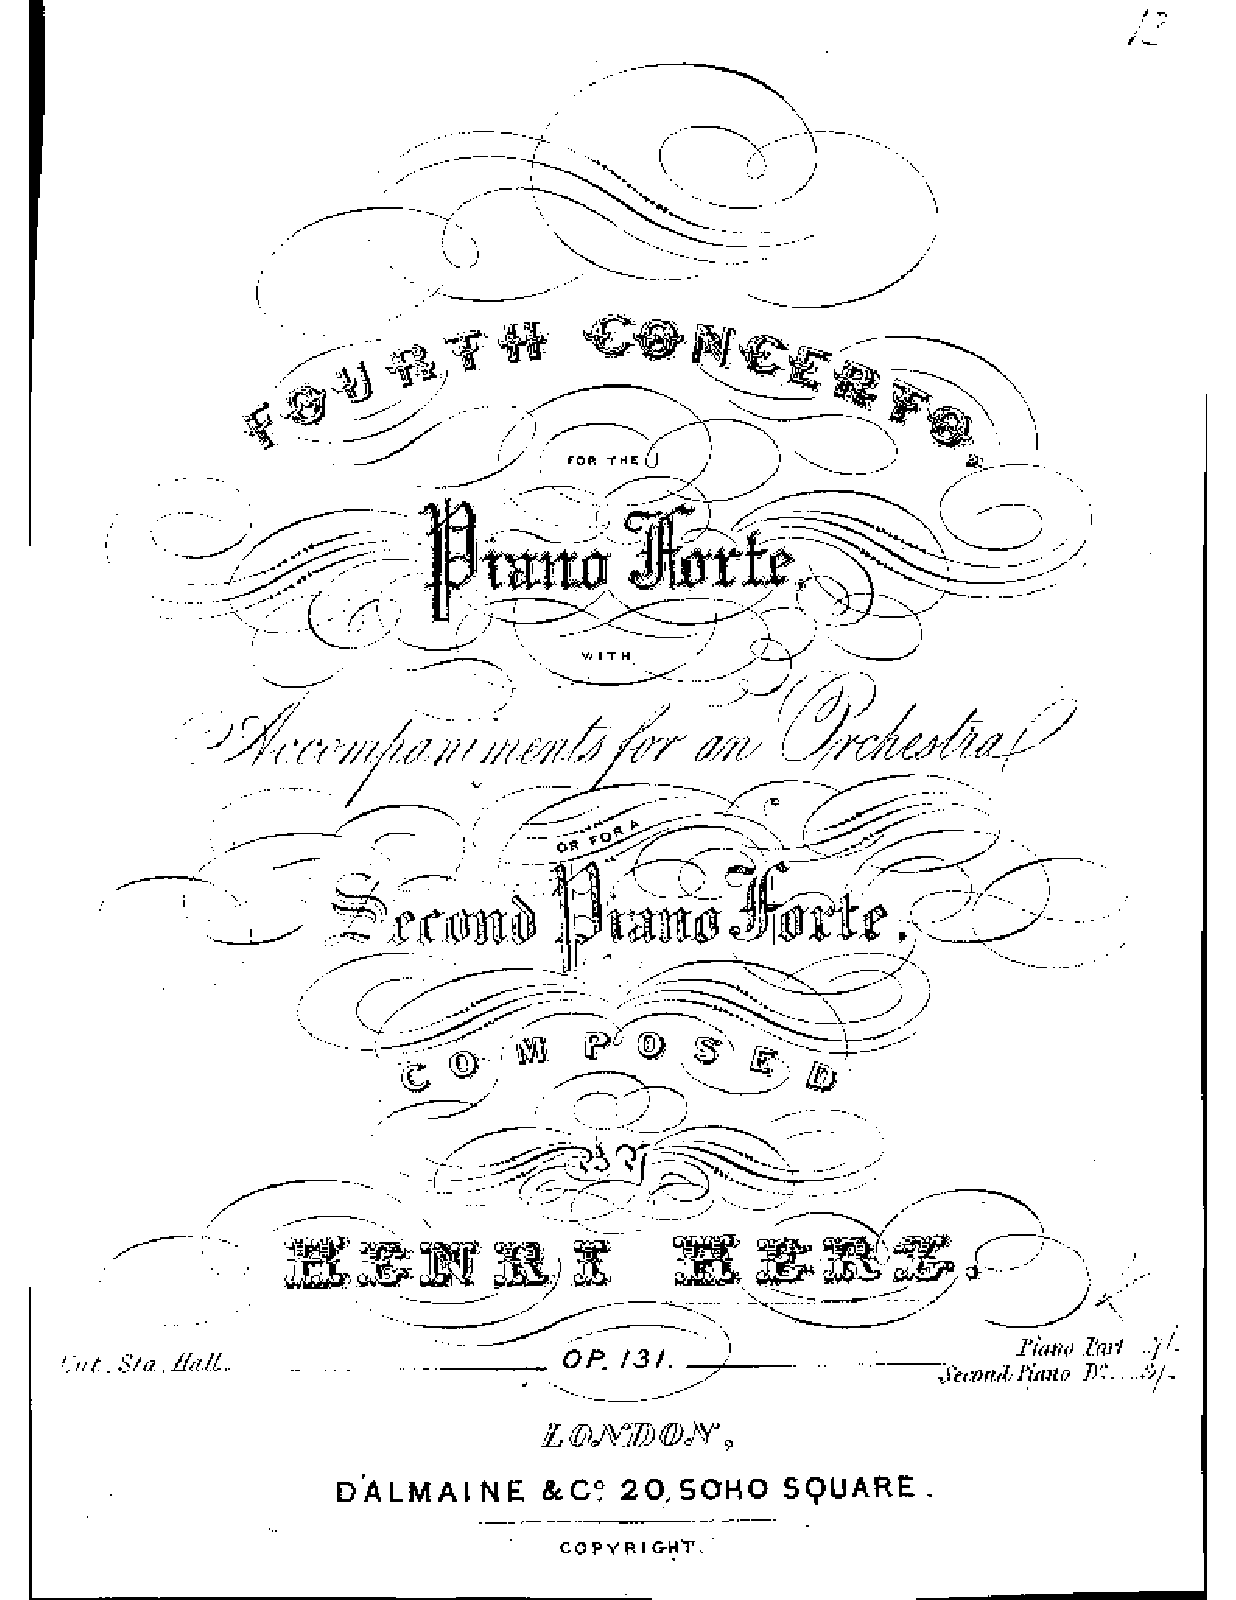 12
FOURTH CONCERTO.
FOR THE
Piano Forte,
WITH
Accompaniments for an Orchestra
OR FOR A
Second Piano Forte.
COMPOSED
BY
HENRI HERZ.
Ent. Sta. Hall.
OP. 131.
Piano Part
Second Piano Do.
LONDON,
D'ALMAINE & Co. 20, SOHO SQUARE.
COPYRIGHT.